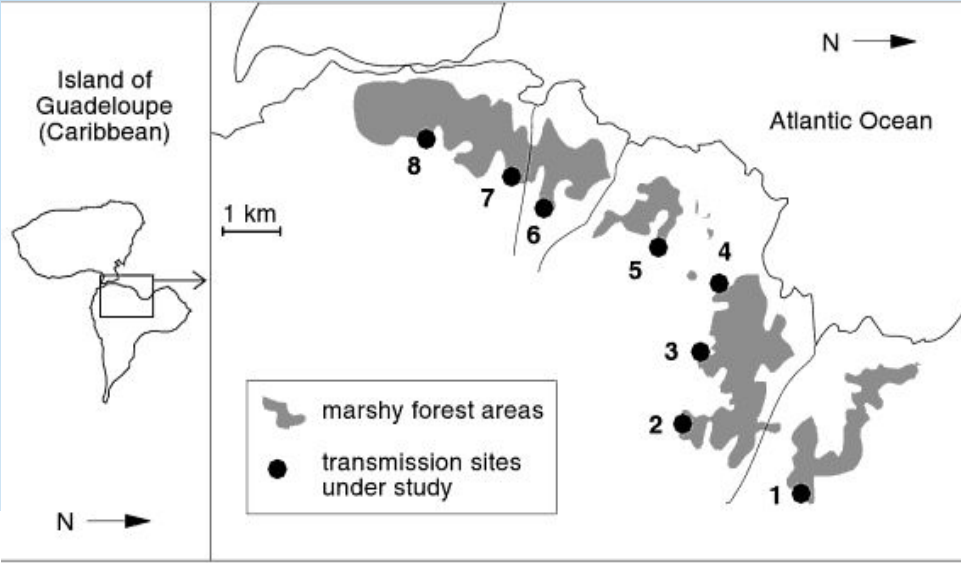 Island of
Guadeloupe
(Caribbean)
N
N
Atlantic Ocean
1 km
8
7
6
5
4
3
2
1
marshy forest areas
transmission sites
under study